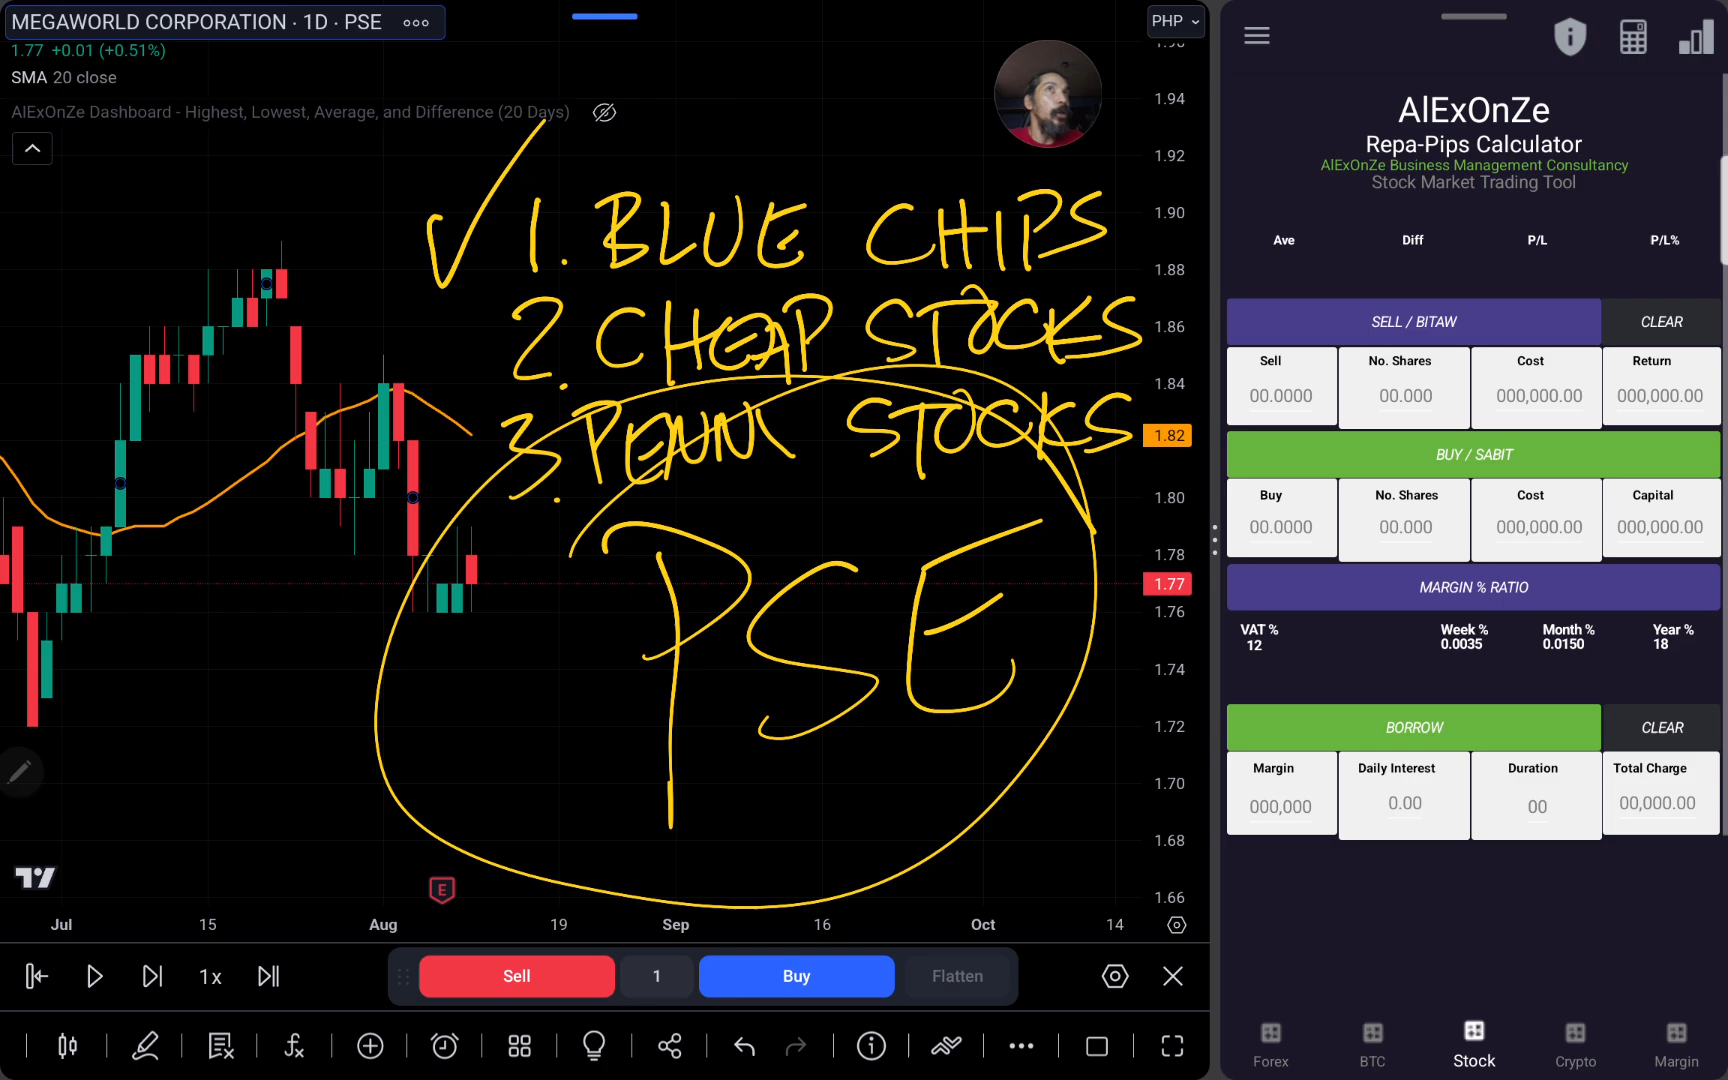 MEGAWORLD CORPORATION · 1D · PSE
1.77 +0.01 (+0.51%)
SMA 20 close
AlExOnZe Dashboard - Highest, Lowest, Average, and Difference (20 Days)
PHP
1.94
1.92
1.90
1.88
1.86
1.84
1.82
1.80
1.78
1.77
1.76
1.74
1.72
1.70
1.68
1.66
1. BLUE CHIPS
2. CHEAP STOCKS
3. PENNY STOCKS
PSE
E
Jul 15 Aug 19 Sep 16 Oct 14
1x Sell 1 Buy Flatten
AlExOnZe
Repa-Pips Calculator
AlExOnZe Business Management Consultancy
Stock Market Trading Tool
Ave Diff P/L P/L%
SELL / BITAW CLEAR
Sell No. Shares Cost Return
00.0000 00.000 000,000.00 000,000.00
BUY / SABIT
Buy No. Shares Cost Capital
00.0000 00.000 000,000.00 000,000.00
MARGIN % RATIO
VAT % Week % Month % Year %
12 0.0035 0.0150 18
BORROW CLEAR
Margin Daily Interest Duration Total Charge
000,000 0.00 00 00,000.00
Forex BTC Stock Crypto Margin